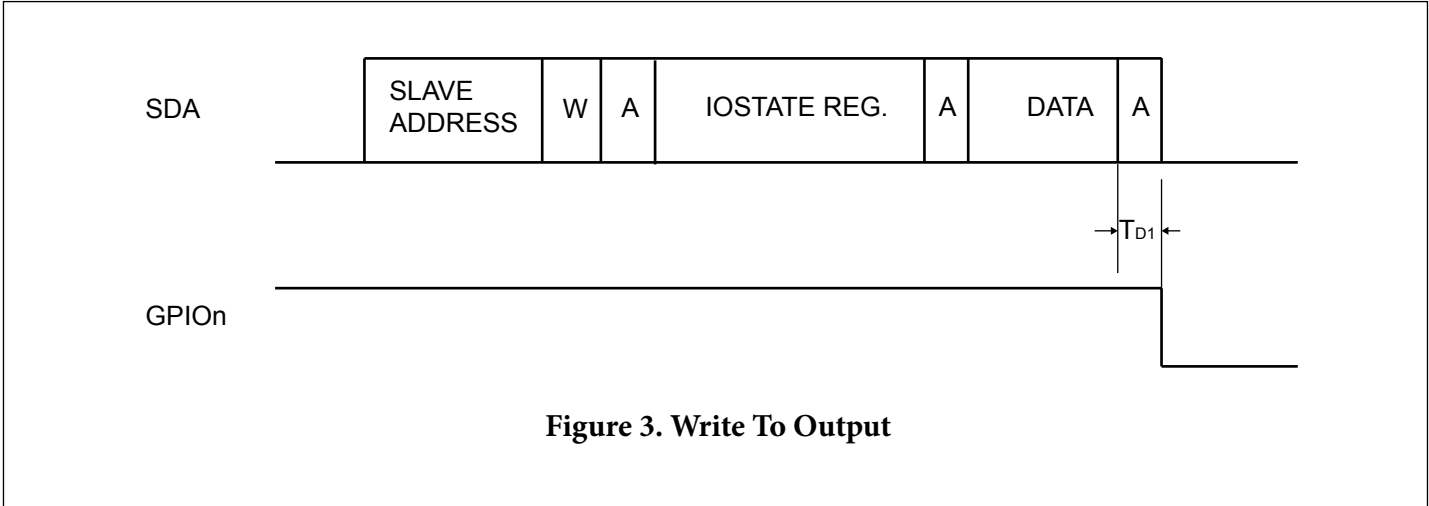 SDA
SLAVE
ADDRESS
W
A
IOSTATE REG.
A
DATA
A
TD1
GPIOn
Figure 3. Write To Output